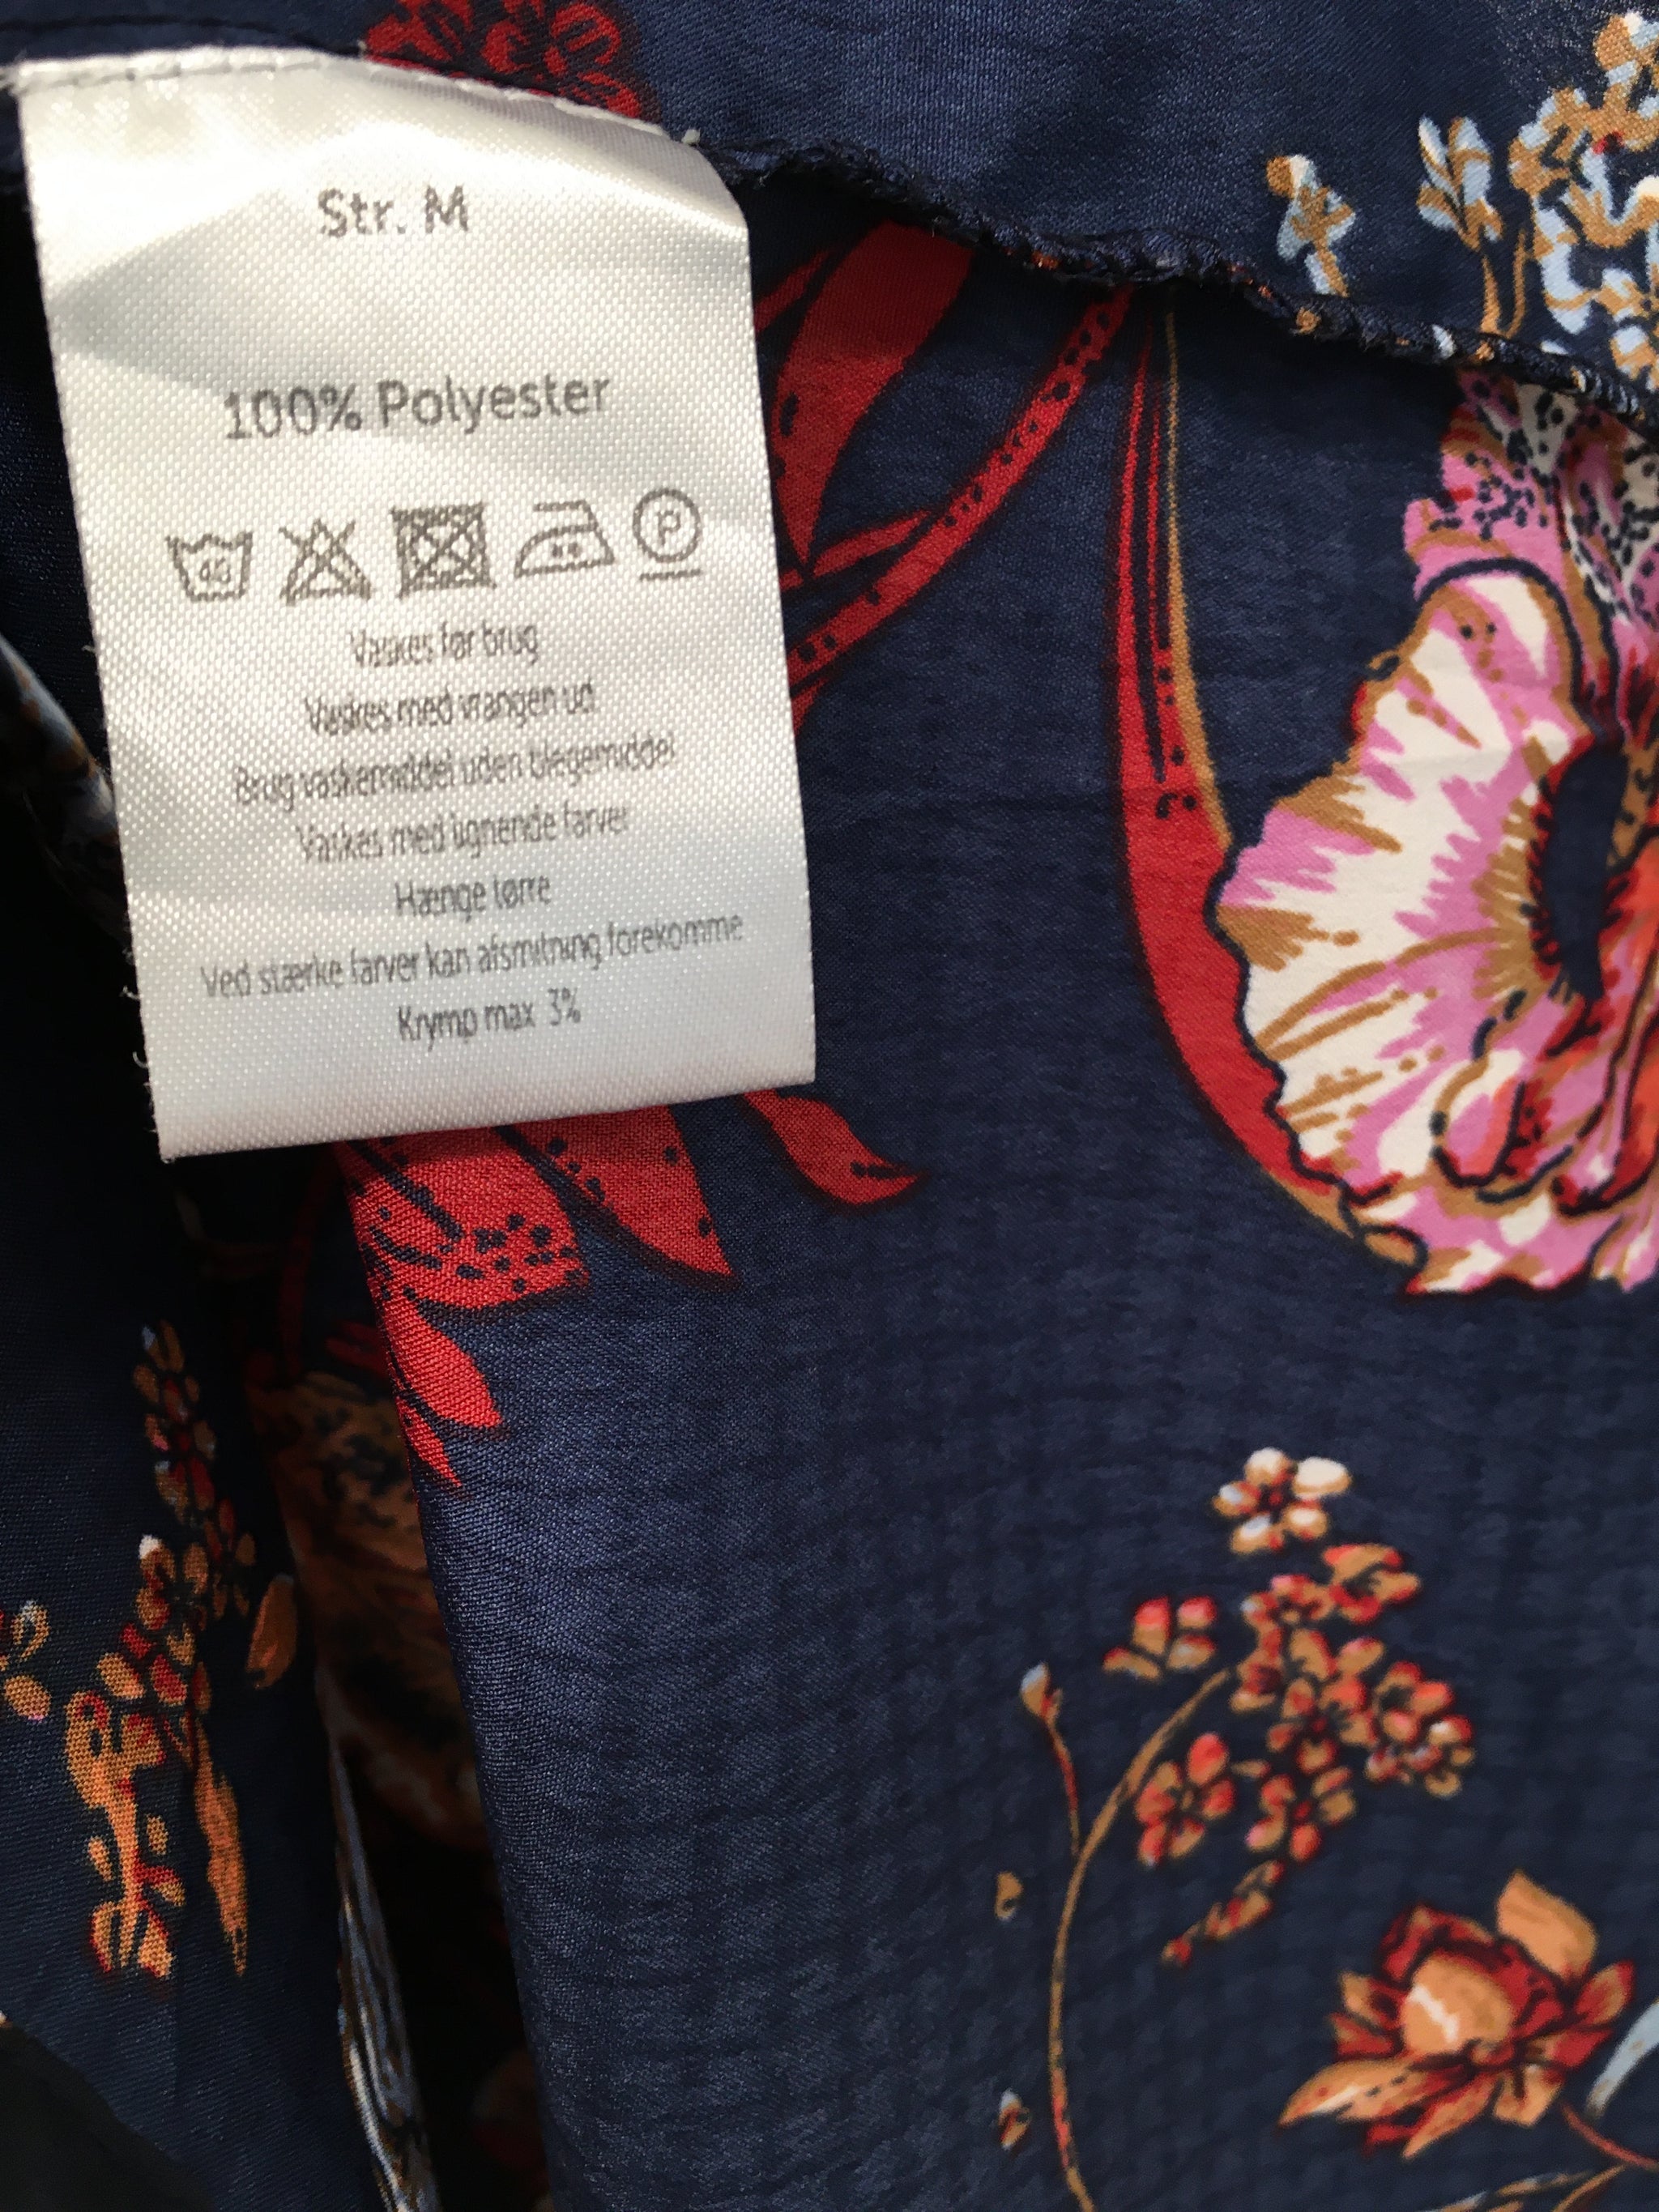 Str. M
100% Polyester
40 P
Vaskes før brug
Vaskes med vrangen ud
Brug vaskemiddel uden blegemiddel
Vaskes med lignende farver
Hænge tørre
Ved stærke farver kan afsmitning forekomme
Krymp max 3%